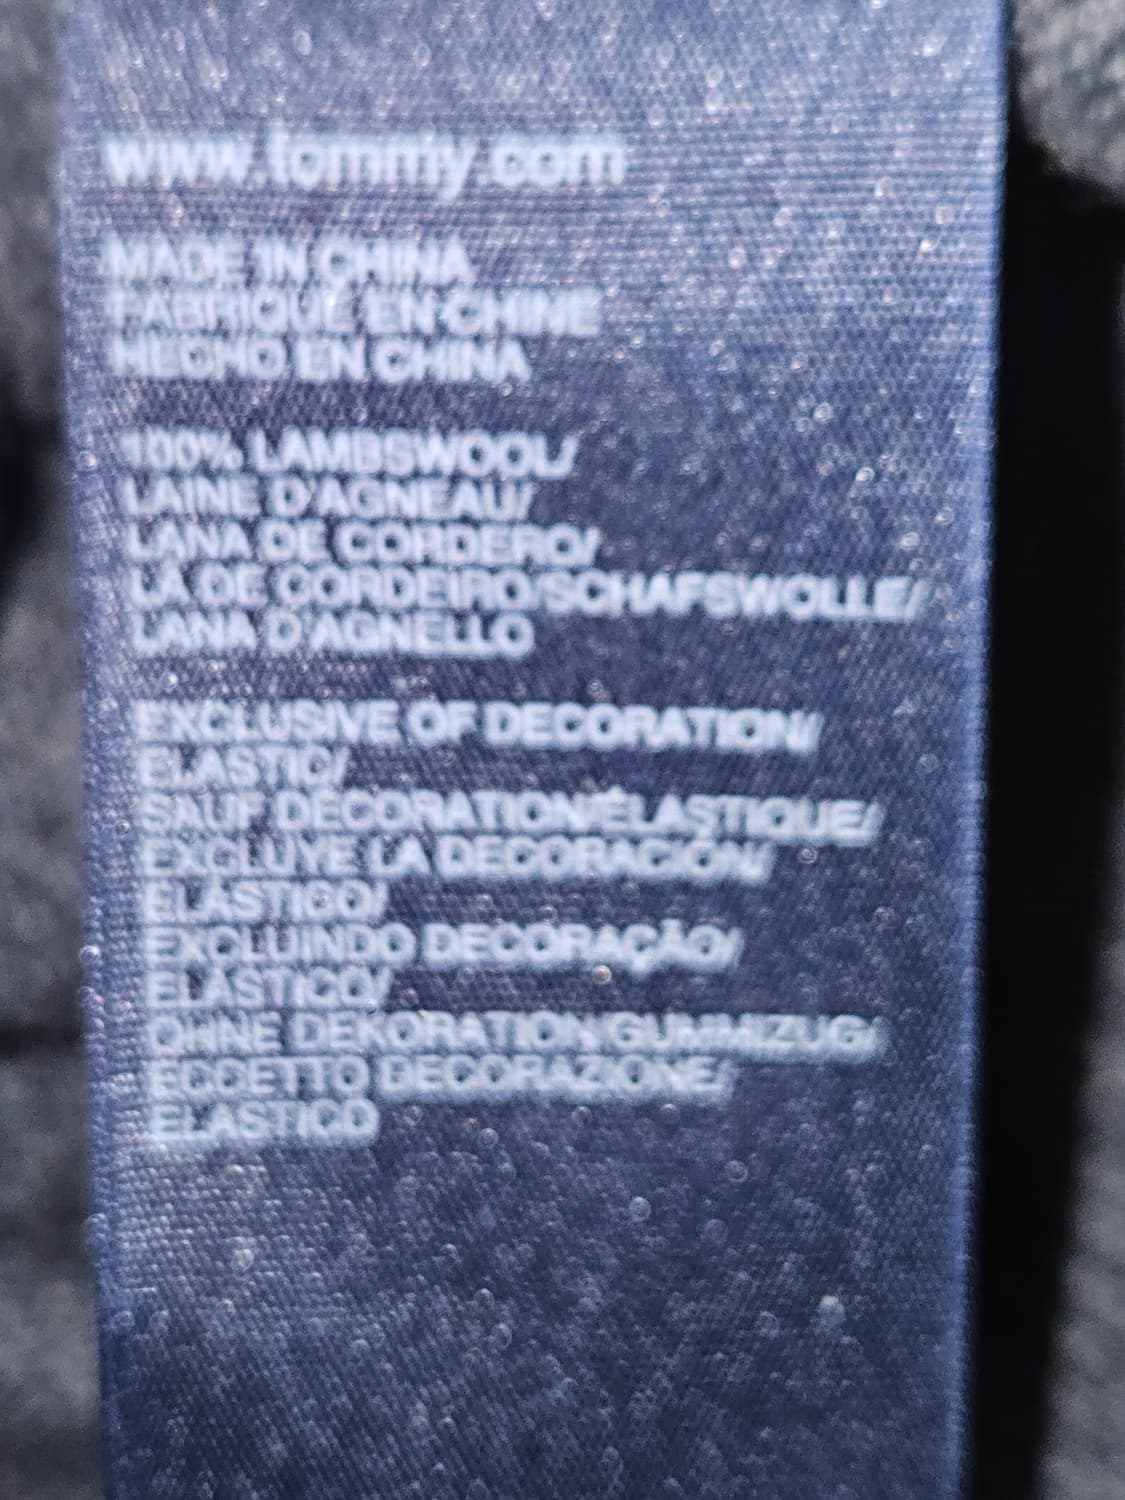 www.tommy.com
MADE IN CHINA
FABRIQUÉ EN CHINE
HECHO EN CHINA
100% LAMBSWOOL/
LAINE D'AGNEAU/
LANA DE CORDERO/
LÃ DE CORDEIRO/SCHAFSWOLLE/
LANA D'AGNELLO
EXCLUSIVE OF DECORATION/
ELASTIC/
SAUF DÉCORATION/ÉLASTIQUE/
EXCLUYE LA DECORACIÓN/
ELÁSTICO/
EXCLUINDO DECORAÇÃO/
ELÁSTICO/
OHNE DEKORATION/GUMMIZUG/
ECCETTO DECORAZIONE/
ELASTICO